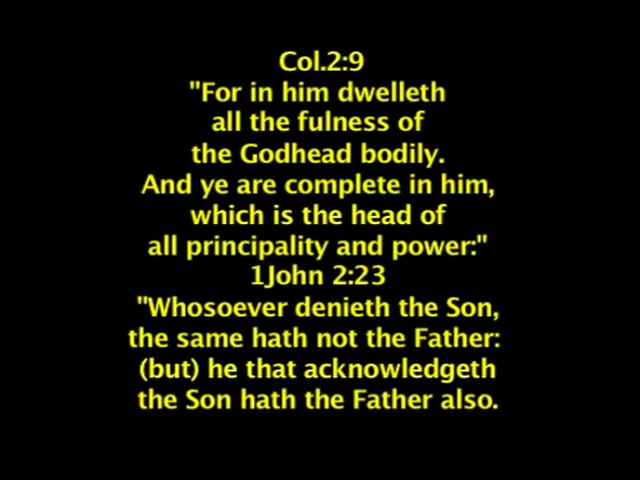 Col.2:9
"For in him dwelleth
all the fulness of
the Godhead bodily.
And ye are complete in him,
which is the head of
all principality and power:"
1John 2:23
"Whosoever denieth the Son,
the same hath not the Father:
(but) he that acknowledgeth
the Son hath the Father also.